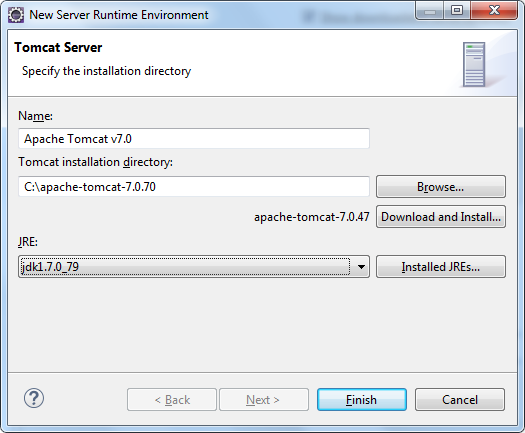 New Server Runtime Environment
Tomcat Server
Specify the installation directory
Name:
Apache Tomcat v7.0
Tomcat installation directory:
C:\apache-tomcat-7.0.70
Browse...
apache-tomcat-7.0.47
Download and Install...
JRE:
jdk1.7.0_79
Installed JREs...
?
< Back
Next >
Finish
Cancel